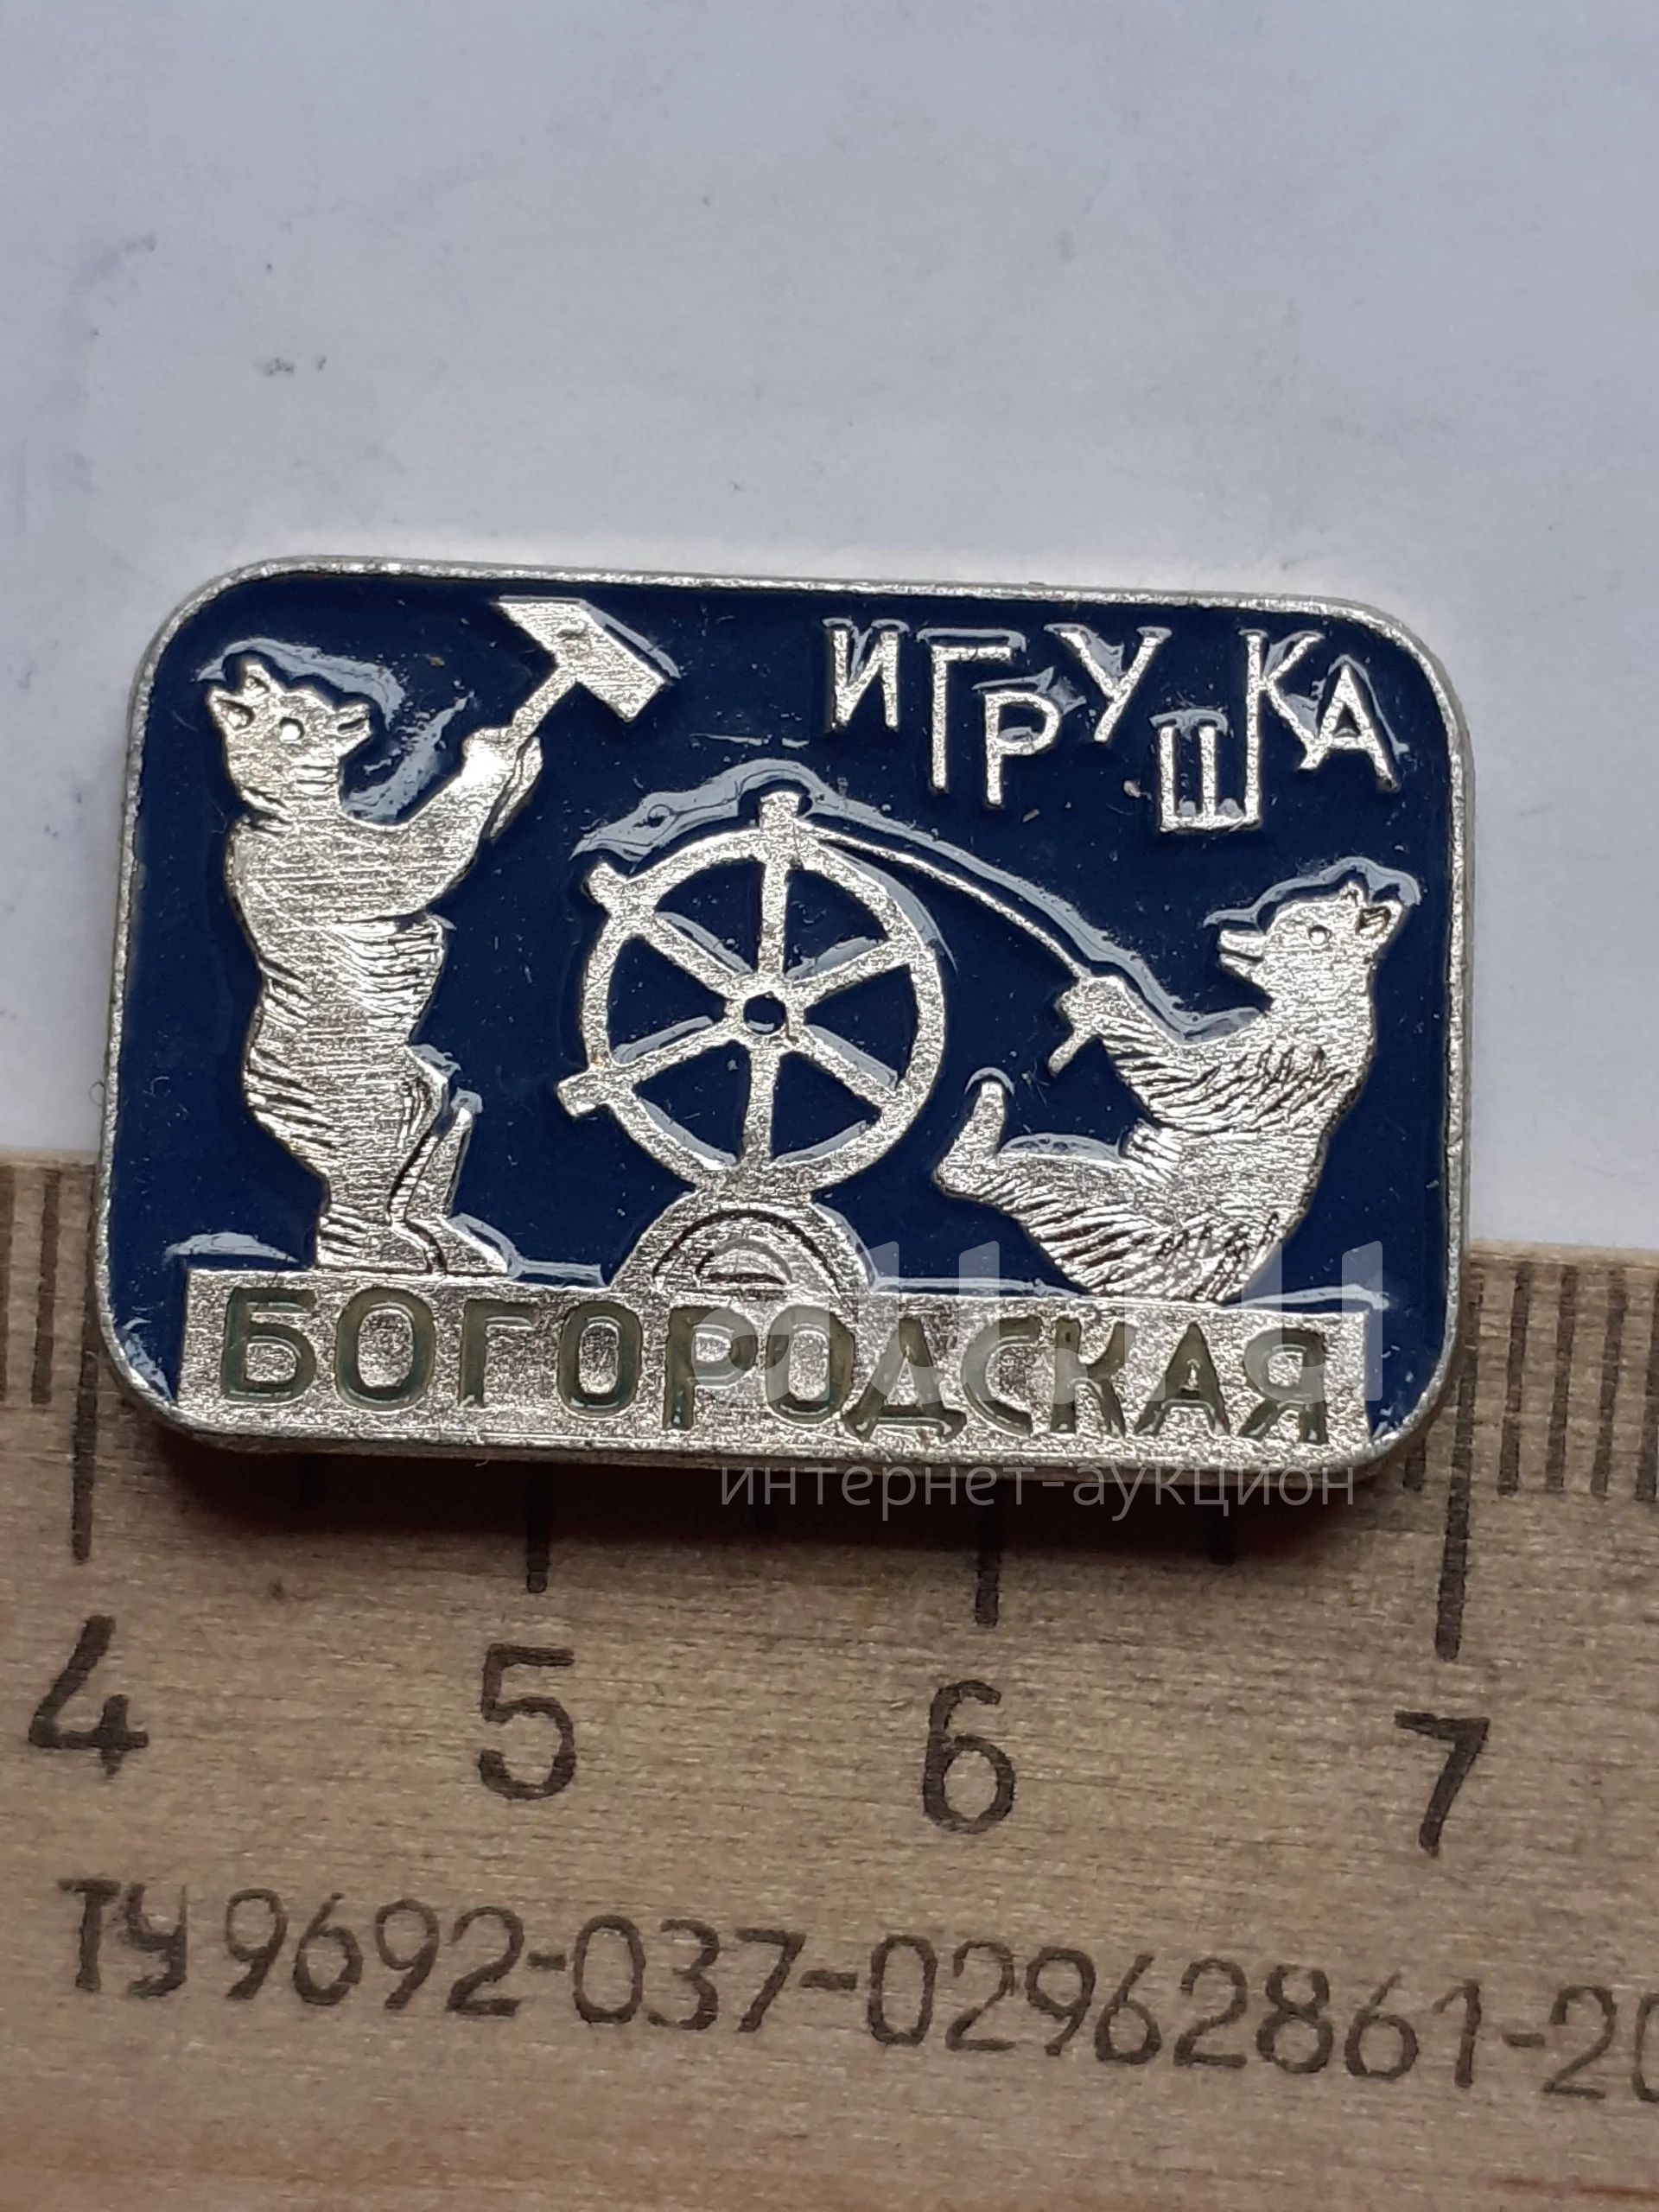 ИГРУШКА
БОГОРОДСКАЯ
интернет-аукцион
4 5 6 7
ТУ 9692-037-02962861-20